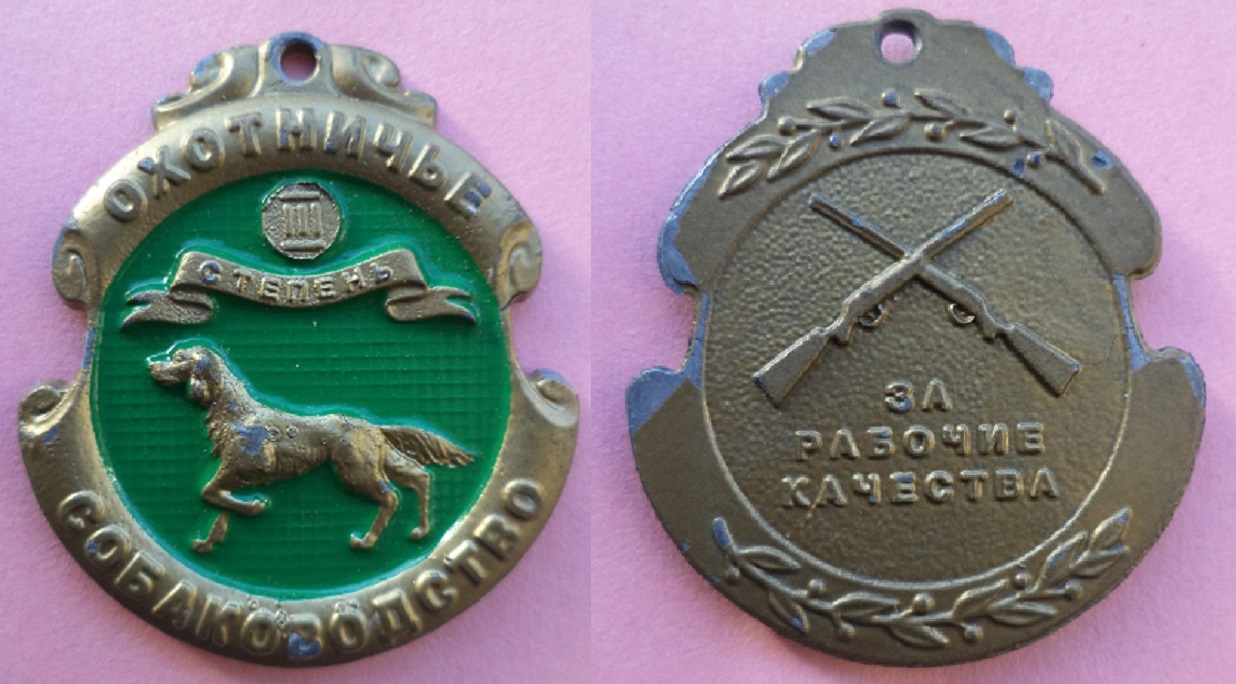 ОХОТНИЧЬЕ
III
СТЕПЕНЬ
СОБАКОВОДСТВО
ЗА
РАБОЧИЕ
КАЧЕСТВА